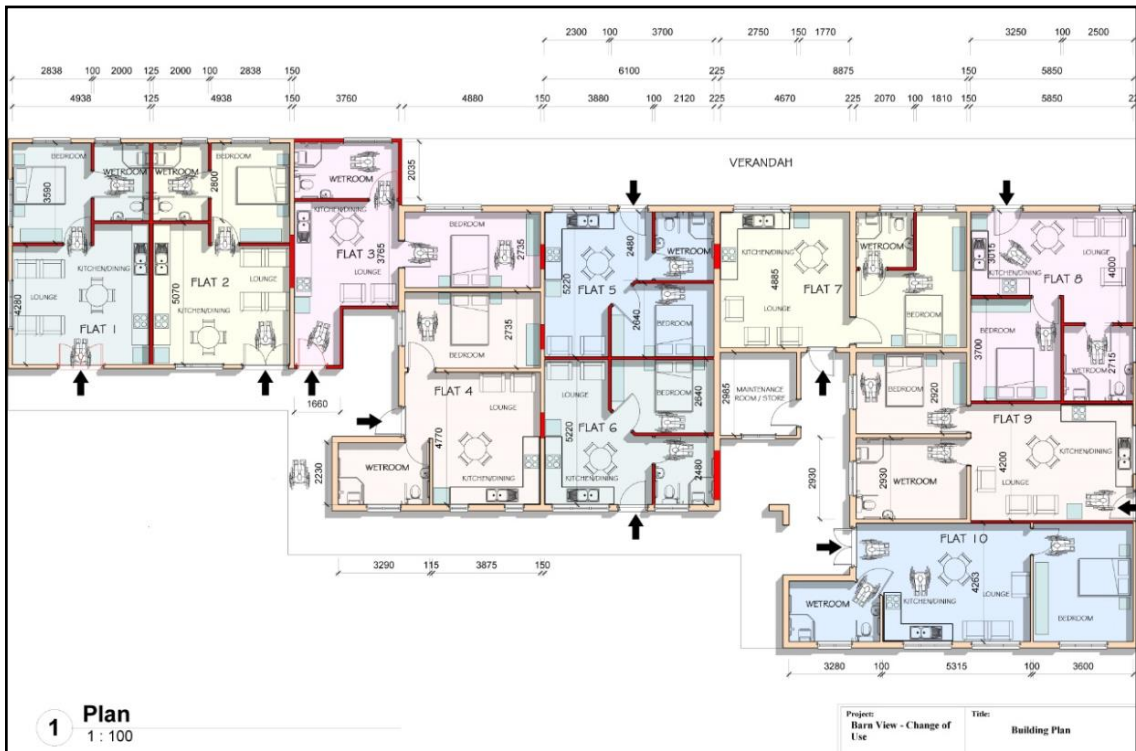 2300 100 3700 2750 150 1770 3250 100 2500
2838 100 2000 125 2000 100 2838 150 6100 225 8875 150 5850
4938 125 4938 150 3760 4880 150 3880 100 2120 225 4670 225 2070 100 1810 150 5850
VERANDAH
2035
BEDROOM
WETROOM
3590
WETROOM
2800
BEDROOM
WETROOM
KITCHEN/DINING
LOUNGE
FLAT 1
4280
5070
FLAT 2
LOUNGE
KITCHEN/DINING
KITCHEN/DINING
FLAT 3
3765
LOUNGE
1660
BEDROOM
2735
BEDROOM
2735
FLAT 4
LOUNGE
4770
KITCHEN/DINING
WETROOM
2230
KITCHEN/DINING
2480
WETROOM
5220
FLAT 5
2640
BEDROOM
LOUNGE
LOUNGE
BEDROOM
2640
5220
FLAT 6
KITCHEN/DINING
2480
KITCHEN/DINING
4885
FLAT 7
LOUNGE
WETROOM
BEDROOM
2985
MAINTENANCE
ROOM / STORE
2930
3015
KITCHEN/DINING
LOUNGE
FLAT 8
4000
3700
BEDROOM
WETROOM
2715
BEDROOM
2920
FLAT 9
4200
KITCHEN/DINING
LOUNGE
2930
WETROOM
FLAT 10
KITCHEN/DINING
4263
LOUNGE
BEDROOM
WETROOM
3290 115 3875 150
3280 100 5315 100 3600
1 Plan
1 : 100
Project:
Barn View - Change of
Use
Title:
Building Plan